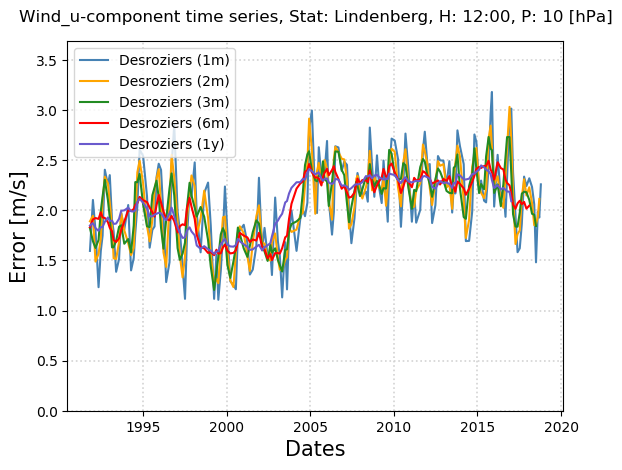 Wind_u-component time series, Stat: Lindenberg, H: 12:00, P: 10 [hPa]
Desroziers (1m)
Desroziers (2m)
Desroziers (3m)
Desroziers (6m)
Desroziers (1y)
Error [m/s]
3.5
3.0
2.5
2.0
1.5
1.0
0.5
0.0
1995 2000 2005 2010 2015 2020
Dates